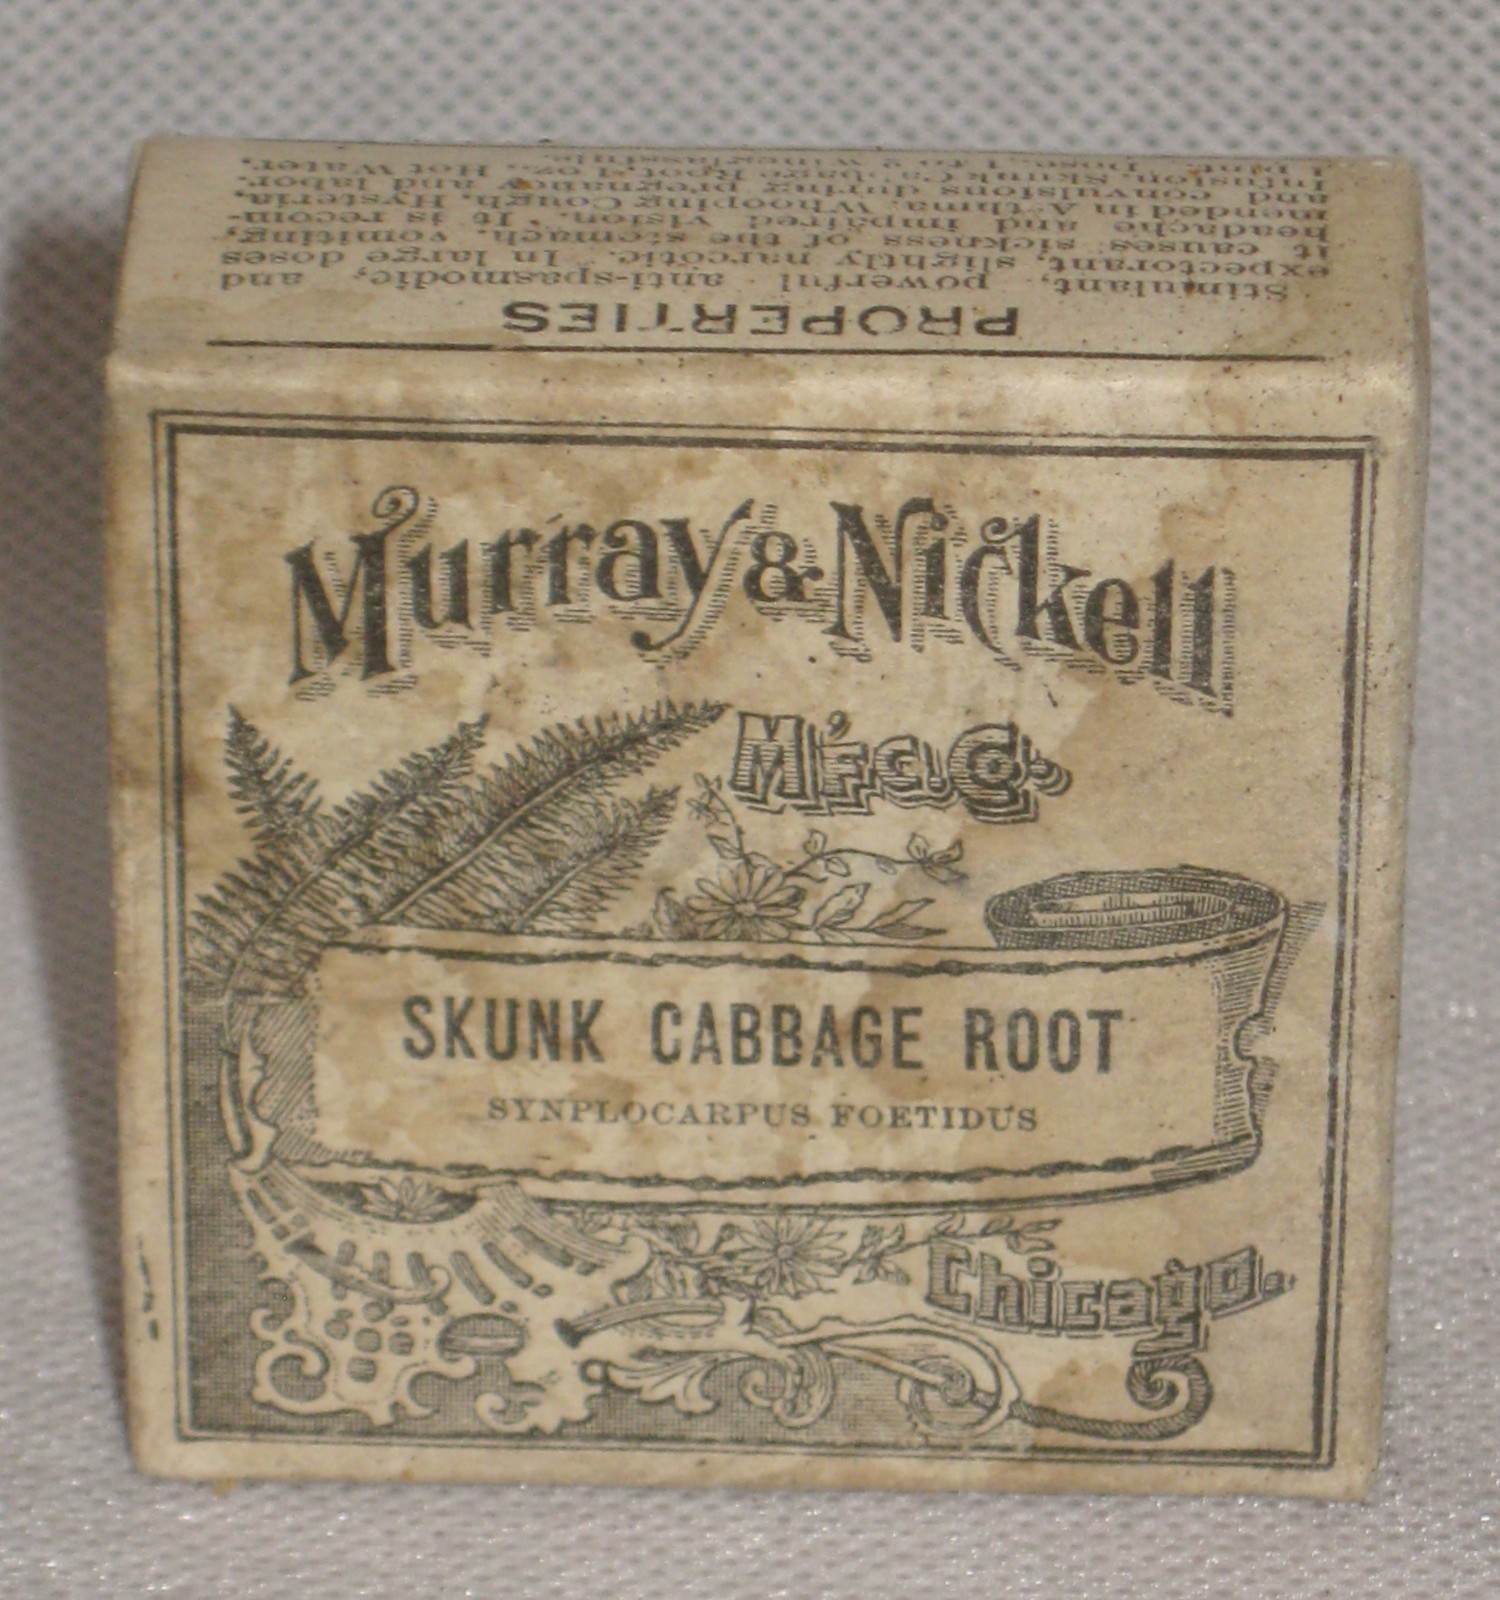 PROPERTIES
Stimulant, powerful anti-spasmodic, and
expectorant, slightly narcotic. In large doses
it causes sickness of the stomach, vomiting,
headache and impaired vision. It is recom-
mended in Asthma, Whooping Cough, Hysteria,
and convulsions during pregnancy and labor.
Infusion, Skunk Cabbage Root, Hot Water,
1 pint. Dose, 1 to 2 wineglassfuls.
Murray & Nickell
M'F'G. Co.
SKUNK CABBAGE ROOT
SYNPLOCARPUS FOETIDUS
Chicago.